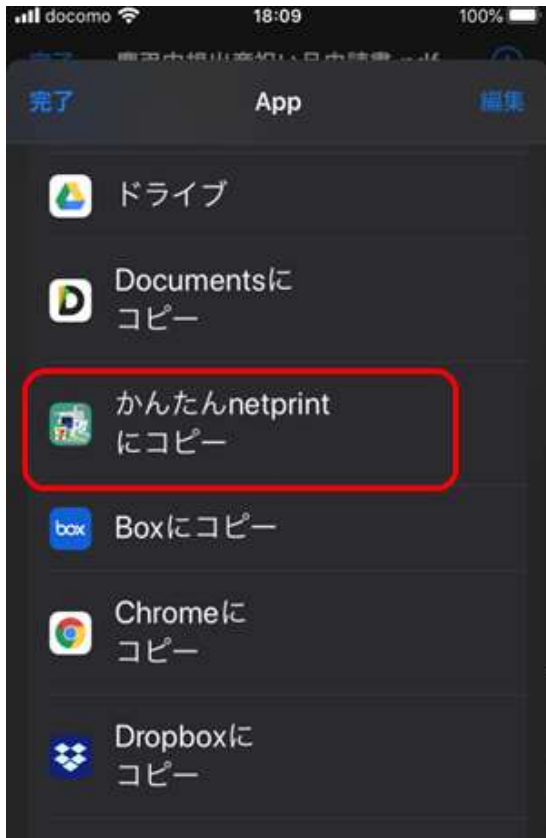 docomo 18:09 100%
完了 App 編集
ドライブ
Documentsに
コピー
かんたんnetprint
にコピー
box Boxにコピー
Chromeに
コピー
Dropboxに
コピー